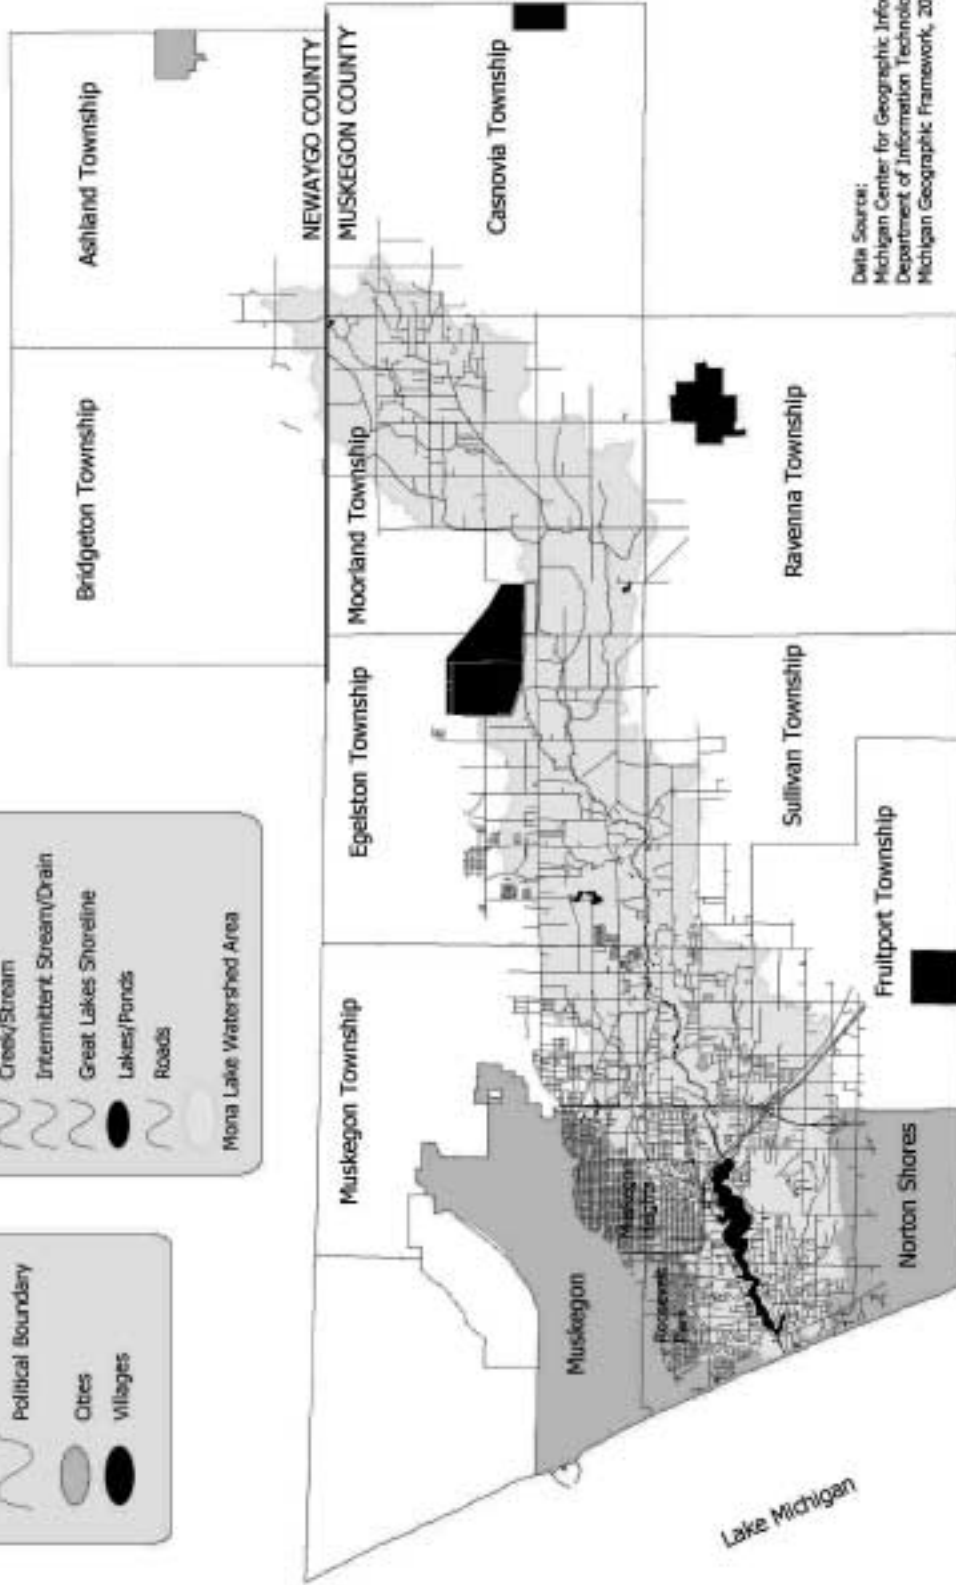 Political Boundary
Cities
Villages
Creek/Stream
Intermittent Stream/Drain
Great Lakes Shoreline
Lakes/Ponds
Roads
Mona Lake Watershed Area
Bridgeton Township
Ashland Township
NEWAYGO COUNTY
MUSKEGON COUNTY
Muskegon Township
Egelston Township
Moorland Township
Casnovia Township
Muskegon
Roosevelt
Park
Norton Shores
Fruitport Township
Sullivan Township
Ravenna Township
Lake Michigan
Data Source:
Michigan Center for Geographic
Department of Information
Michigan Geographic Framework,